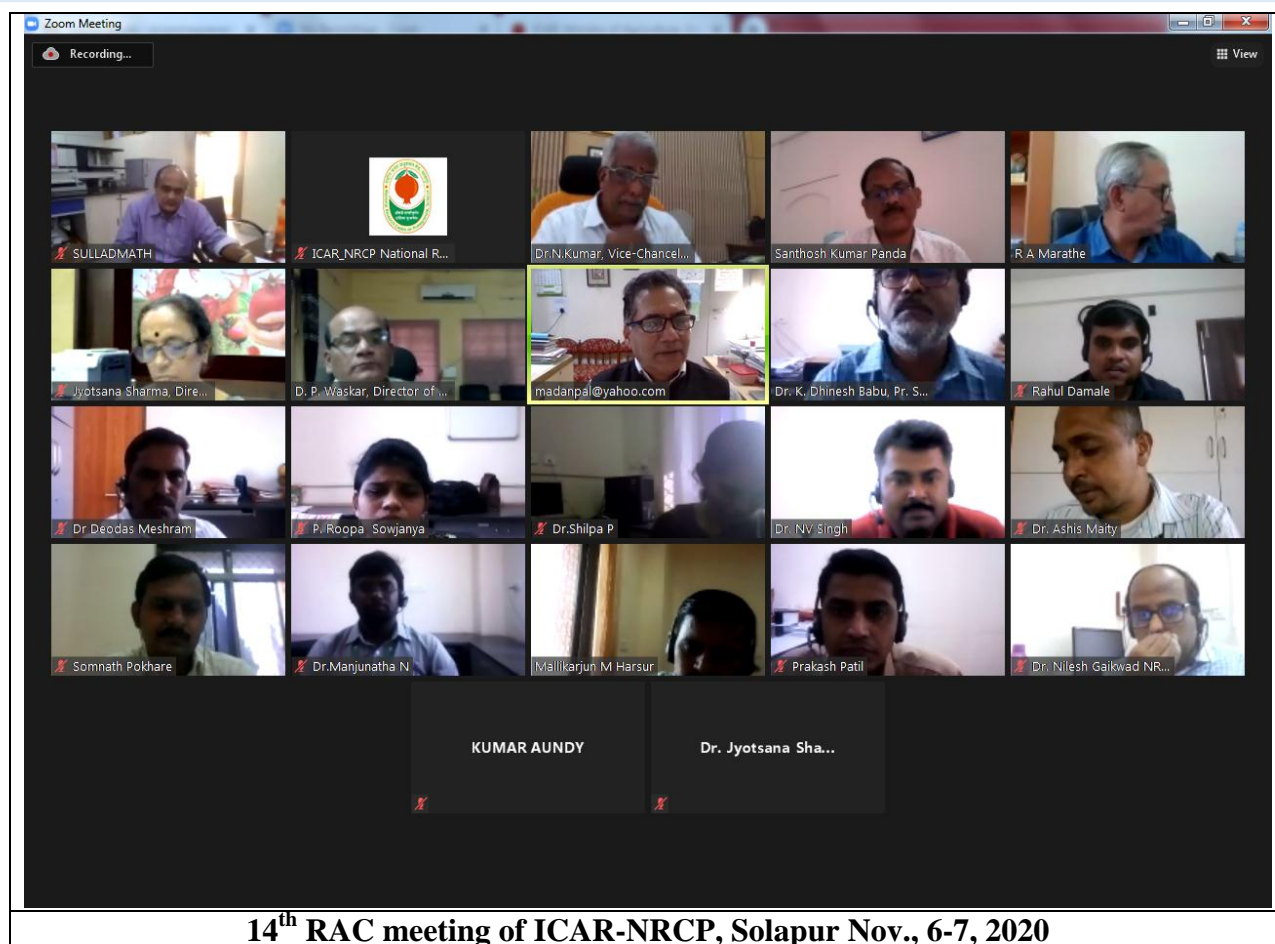 Zoom Meeting
Recording...
View
SULLADMATH
ICAR_NRCP National R...
Dr.N.Kumar, Vice-Chancel...
Santhosh Kumar Panda
R A Marathe
Jyotsana Sharma, Dire...
D. P. Waskar, Director of ...
madanpal@yahoo.com
Dr. K. Dhinesh Babu, Pr. S...
Rahul Damale
Dr Deodas Meshram
P. Roopa Sowjanya
Dr.Shilpa P
Dr. NV Singh
Dr. Ashis Maity
Somnath Pokhare
Dr.Manjunatha N
Mallikarjun M Harsur
Prakash Patil
Dr. Nilesh Gaikwad NR...
KUMAR AUNDY
Dr. Jyotsana Sha...
14th RAC meeting of ICAR-NRCP, Solapur Nov., 6-7, 2020